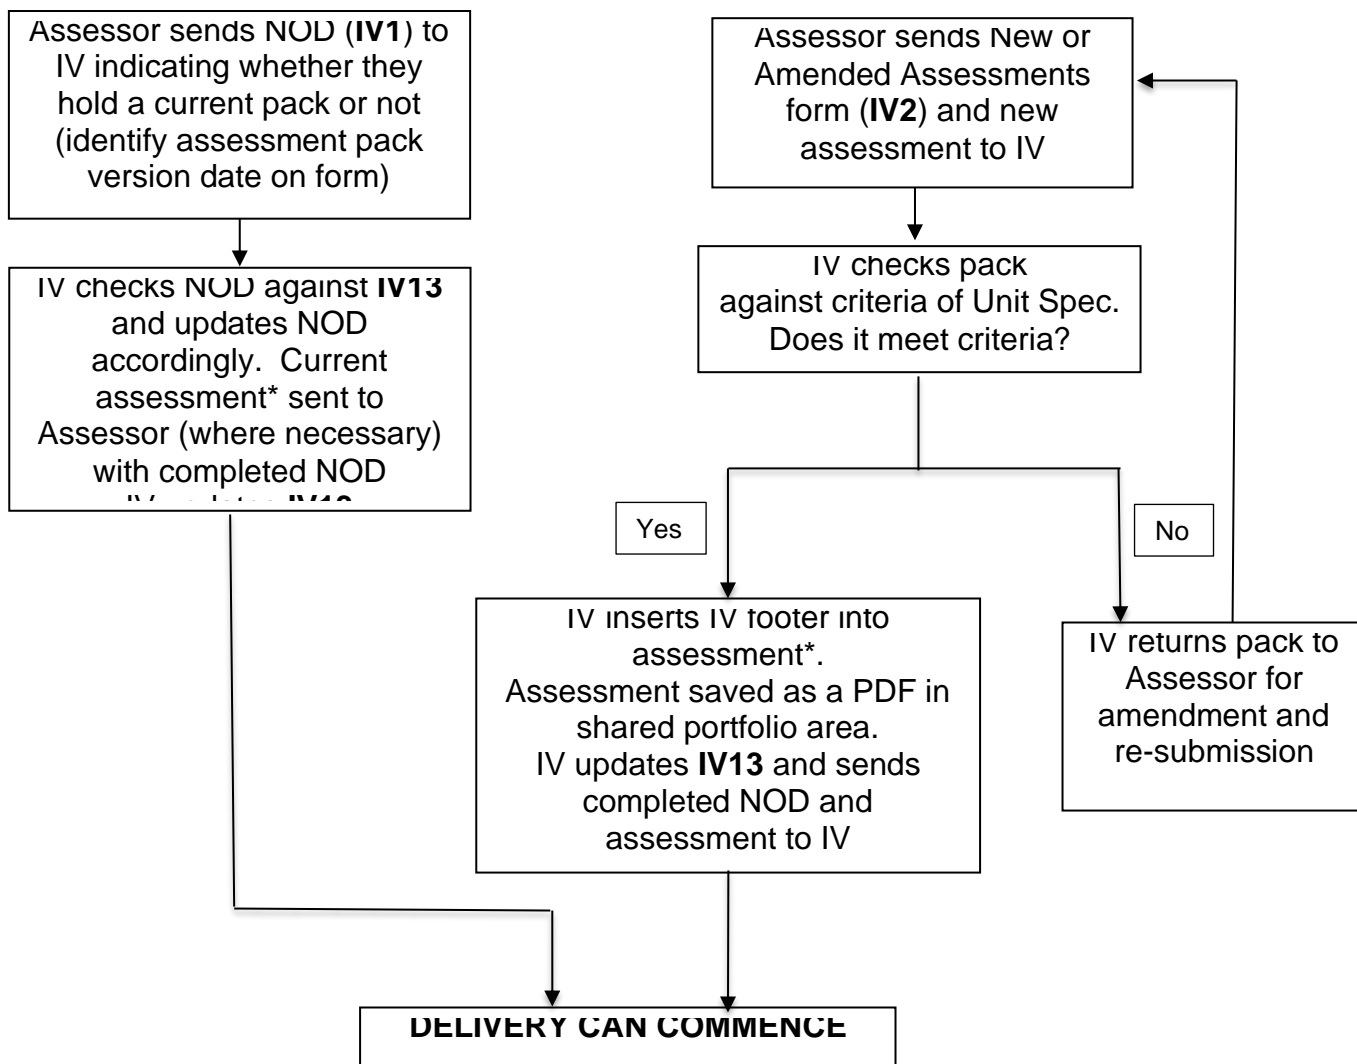 Assessor sends NOD (IV1) to
IV indicating whether they
hold a current pack or not
(identify assessment pack
version date on form)
IV checks NOD against IV13
and updates NOD
accordingly. Current
assessment* sent to
Assessor (where necessary)
with completed NOD
IV updates
Assessor sends New or
Amended Assessments
form (IV2) and new
assessment to IV
IV checks pack
against criteria of Unit Spec.
Does it meet criteria?
Yes
No
IV inserts IV footer into
assessment*.
Assessment saved as a PDF in
shared portfolio area.
IV updates IV13 and sends
completed NOD and
assessment to IV
IV returns pack to
Assessor for
amendment and
re-submission
DELIVERY CAN COMMENCE